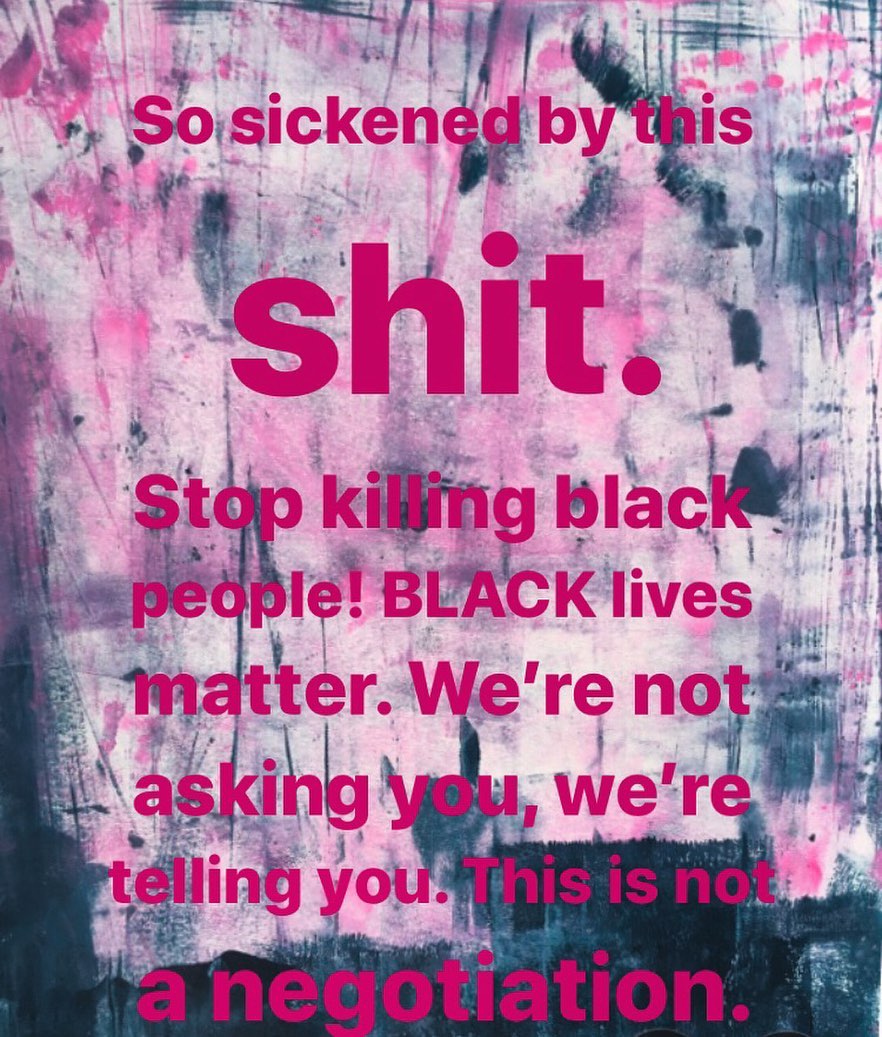 So sickened by this
shit.
Stop killing black
people! BLACK lives
matter. We’re not
asking you, we’re
telling you. This is not
a negotiation.